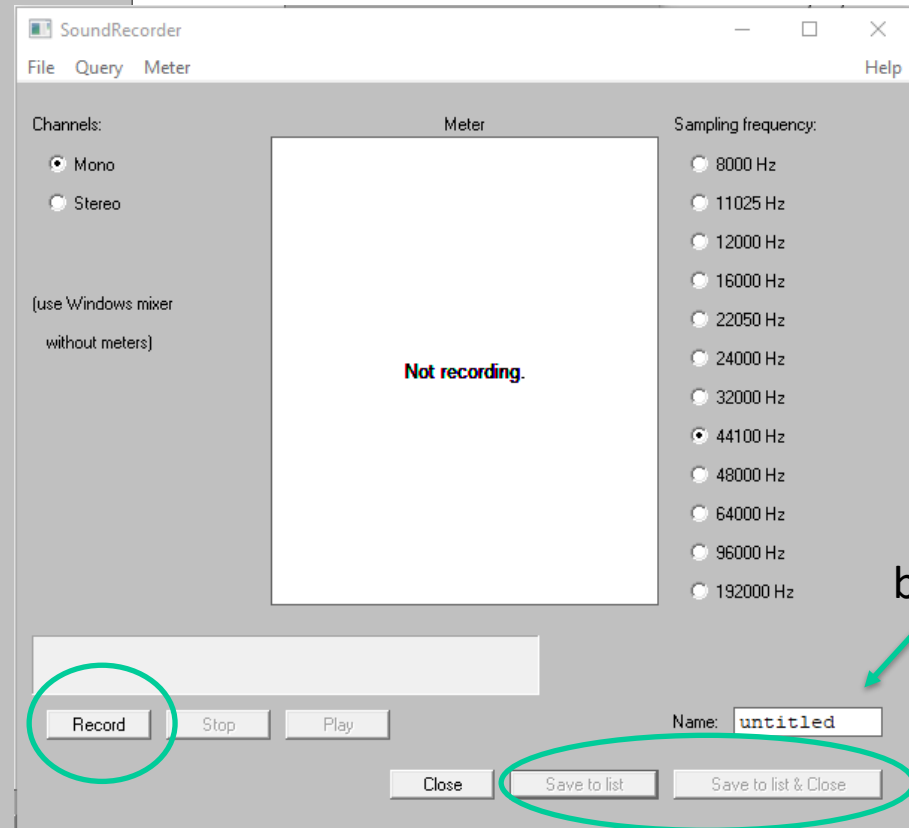 SoundRecorder
File Query Meter Help
Channels:
Mono
Stereo
(use Windows mixer
without meters)
Meter
Not recording.
Sampling frequency:
8000 Hz
11025 Hz
12000 Hz
16000 Hz
22050 Hz
24000 Hz
32000 Hz
44100 Hz
48000 Hz
64000 Hz
96000 Hz
192000 Hz
Record Stop Play
Name: untitled
Close Save to list Save to list & Close